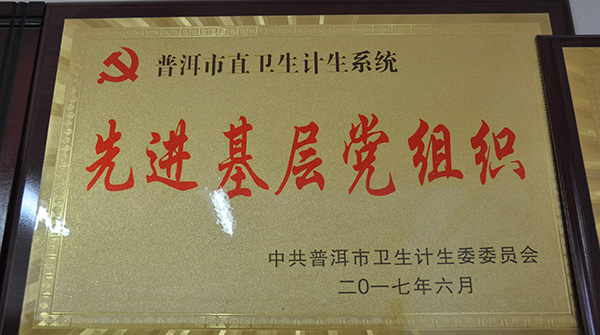 普洱市直卫生计生系统
先进基层党组织
中共普洱市卫生计生委委员会
二〇一七年六月